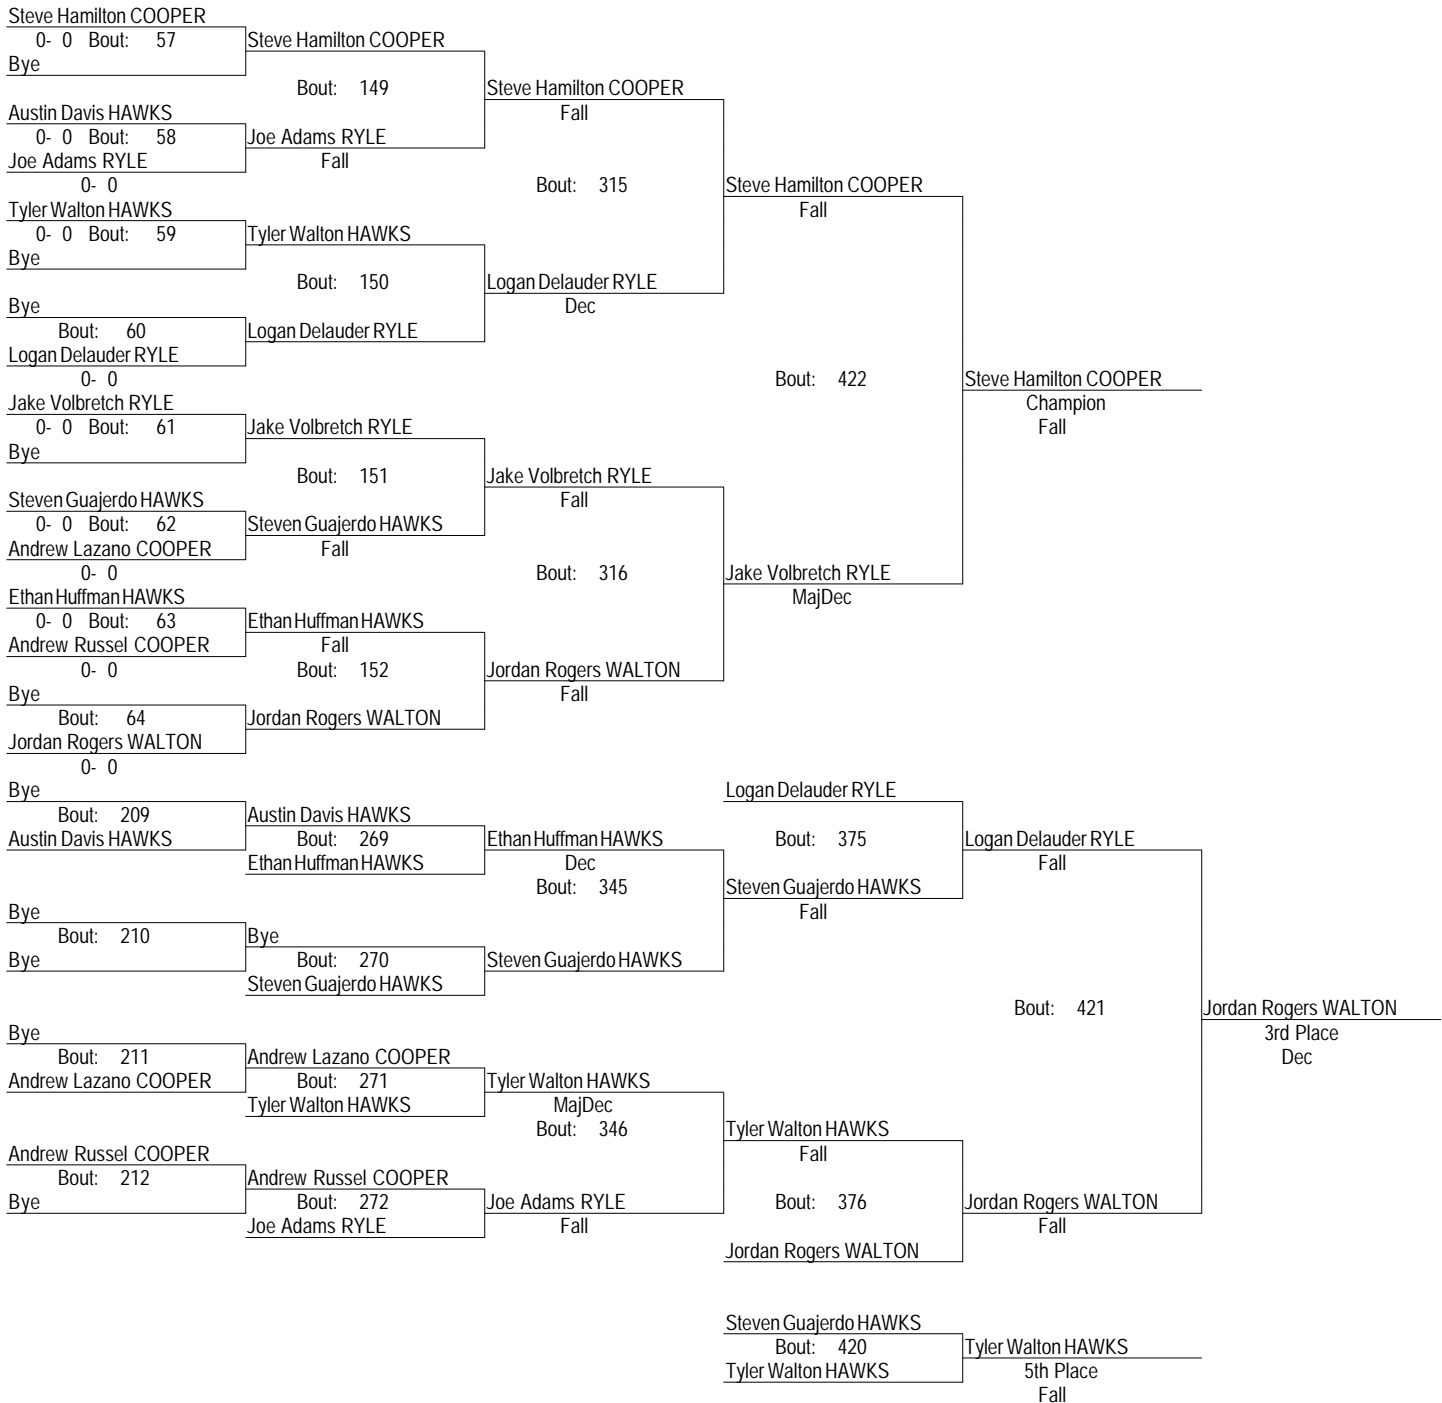 Steve Hamilton COOPER
0- 0 Bout: 57
Steve Hamilton COOPER
Bye
Bout: 149
Steve Hamilton COOPER
Austin Davis HAWKS
Fall
0- 0 Bout: 58
Joe Adams RYLE
Joe Adams RYLE
Fall
0- 0
Bout: 315
Steve Hamilton COOPER
Tyler Walton HAWKS
Fall
0- 0 Bout: 59
Tyler Walton HAWKS
Bye
Bout: 150
Logan Delauder RYLE
Bye
Dec
Bout: 60
Logan Delauder RYLE
Logan Delauder RYLE
0- 0
Bout: 422
Steve Hamilton COOPER
Jake Volbretch RYLE
Champion
0- 0 Bout: 61
Jake Volbretch RYLE
Fall
Bye
Bout: 151
Jake Volbretch RYLE
Steven Guajerdo HAWKS
Fall
0- 0 Bout: 62
Steven Guajerdo HAWKS
Andrew Lazano COOPER
Fall
0- 0
Bout: 316
Jake Volbretch RYLE
Ethan Huffman HAWKS
MajDec
0- 0 Bout: 63
Ethan Huffman HAWKS
Andrew Russel COOPER
Fall
0- 0
Bout: 152
Jordan Rogers WALTON
Bye
Fall
Bout: 64
Jordan Rogers WALTON
Jordan Rogers WALTON
0- 0
Bye
Logan Delauder RYLE
Bout: 209
Austin Davis HAWKS
Austin Davis HAWKS
Bout: 269
Ethan Huffman HAWKS
Bout: 375
Logan Delauder RYLE
Ethan Huffman HAWKS
Dec
Fall
Bout: 345
Steven Guajerdo HAWKS
Bye
Fall
Bout: 210
Bye
Bye
Bout: 270
Steven Guajerdo HAWKS
Steven Guajerdo HAWKS
Bout: 421
Jordan Rogers WALTON
Bye
3rd Place
Bout: 211
Andrew Lazano COOPER
Dec
Andrew Lazano COOPER
Bout: 271
Tyler Walton HAWKS
Tyler Walton HAWKS
MajDec
Bout: 346
Tyler Walton HAWKS
Andrew Russel COOPER
Fall
Bout: 212
Andrew Russel COOPER
Bye
Bout: 272
Joe Adams RYLE
Bout: 376
Jordan Rogers WALTON
Joe Adams RYLE
Fall
Fall
Jordan Rogers WALTON
Steven Guajerdo HAWKS
Bout: 420
Tyler Walton HAWKS
Tyler Walton HAWKS
5th Place
Fall